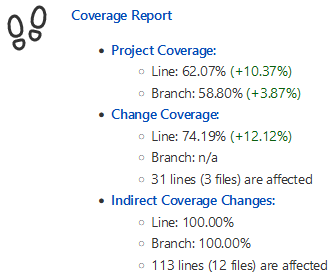 Coverage Report
Project Coverage:
Line: 62.07% (+10.37%)
Branch: 58.80% (+3.87%)
Change Coverage:
Line: 74.19% (+12.12%)
Branch: n/a
31 lines (3 files) are affected
Indirect Coverage Changes:
Line: 100.00%
Branch: 100.00%
113 lines (12 files) are affected